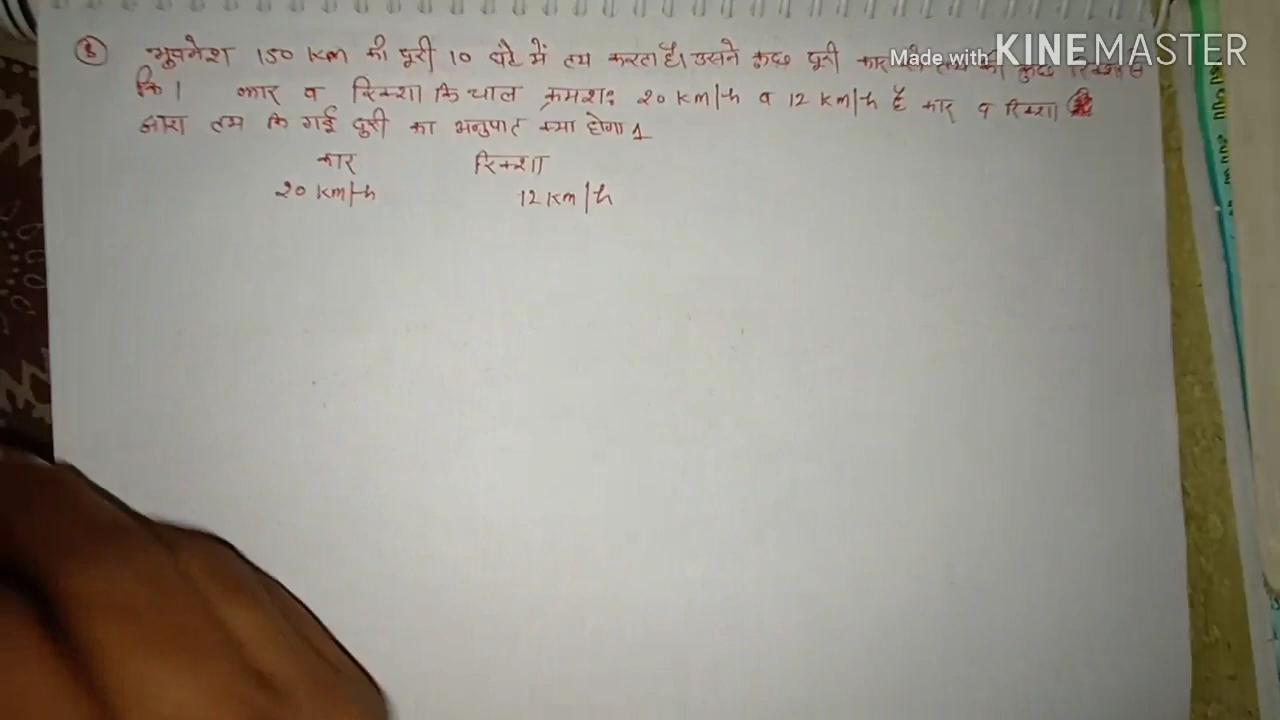 भुवनेश 150 Km की दूरी 10 घंटे में तय करता है। उसने कुछ दूरी कार
Made with KINEMASTER
कि। कार व रिक्शा कि चाल क्रमशः 20 Km/h व 12 Km/h है कार व रिक्शा
द्वारा तय कि गई दुरी का अनुपात क्या होगा
कार रिक्शा
20 Km/h 12 Km/h